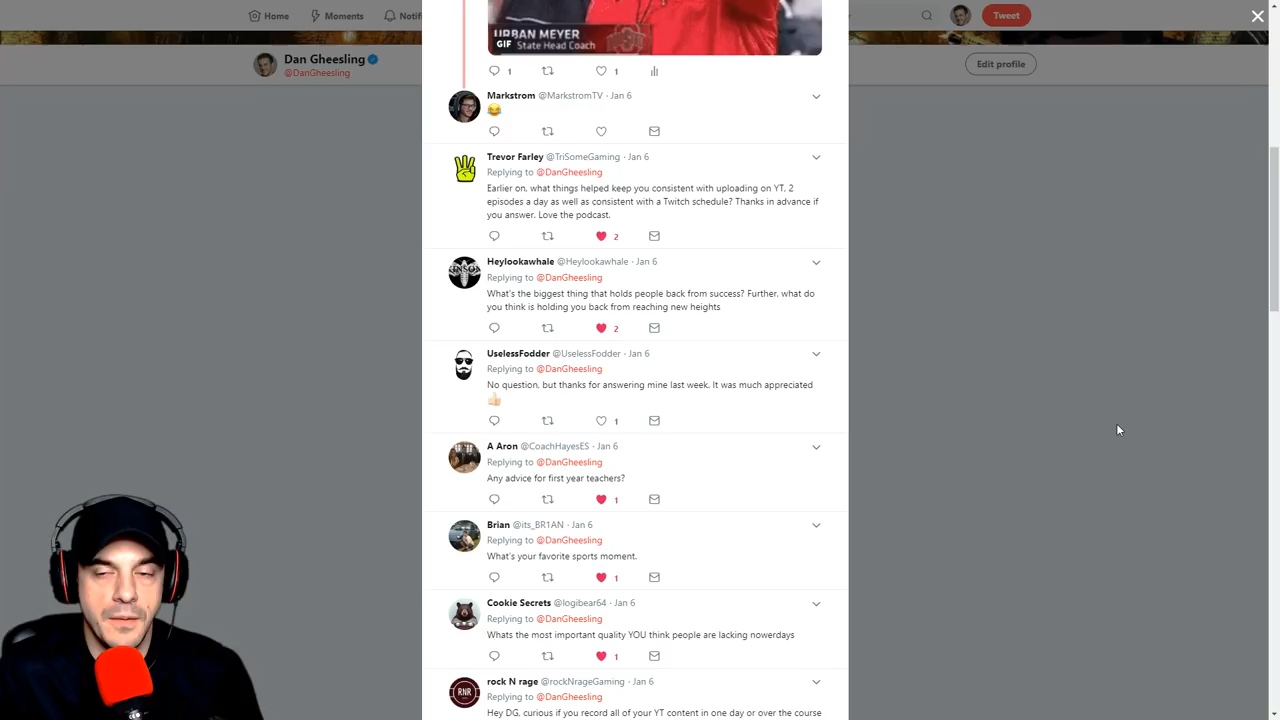 Home
Moments
Notifi
Tweet
Dan Gheesling
@DanGheesling
Edit profile
URBAN MEYER
GIF
State Head Coach
1
1
Markstrom @MarkstromTV · Jan 6
😂
Trevor Farley @TriSomeGaming · Jan 6
Replying to @DanGheesling
Earlier on, what things helped keep you consistent with uploading on YT, 2
episodes a day as well as consistent with a Twitch schedule? Thanks in advance if
you answer. Love the podcast.
2
Heylookawhale @Heylookawhale · Jan 6
Replying to @DanGheesling
What's the biggest thing that holds people back from success? Further, what do
you think is holding you back from reaching new heights
2
UselessFodder @UselessFodder · Jan 6
Replying to @DanGheesling
No question, but thanks for answering mine last week. It was much appreciated
👍🏻
1
A Aron @CoachHayesES · Jan 6
Replying to @DanGheesling
Any advice for first year teachers?
1
Brian @its_BR1AN · Jan 6
Replying to @DanGheesling
What's your favorite sports moment.
1
Cookie Secrets @logibear64 · Jan 6
Replying to @DanGheesling
Whats the most important quality YOU think people are lacking nowerdays
1
RNR
rock N rage @rockNrageGaming · Jan 6
Replying to @DanGheesling
Hey DG, curious if you record all of your YT content in one day or over the course